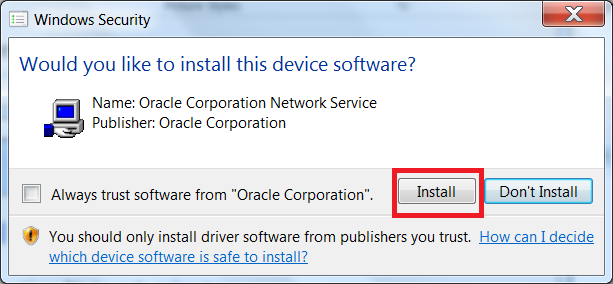 Windows Security
Would you like to install this device software?
Name: Oracle Corporation Network Service
Publisher: Oracle Corporation
Always trust software from "Oracle Corporation". Install Don't Install
You should only install driver software from publishers you trust. How can I decide
which device software is safe to install?